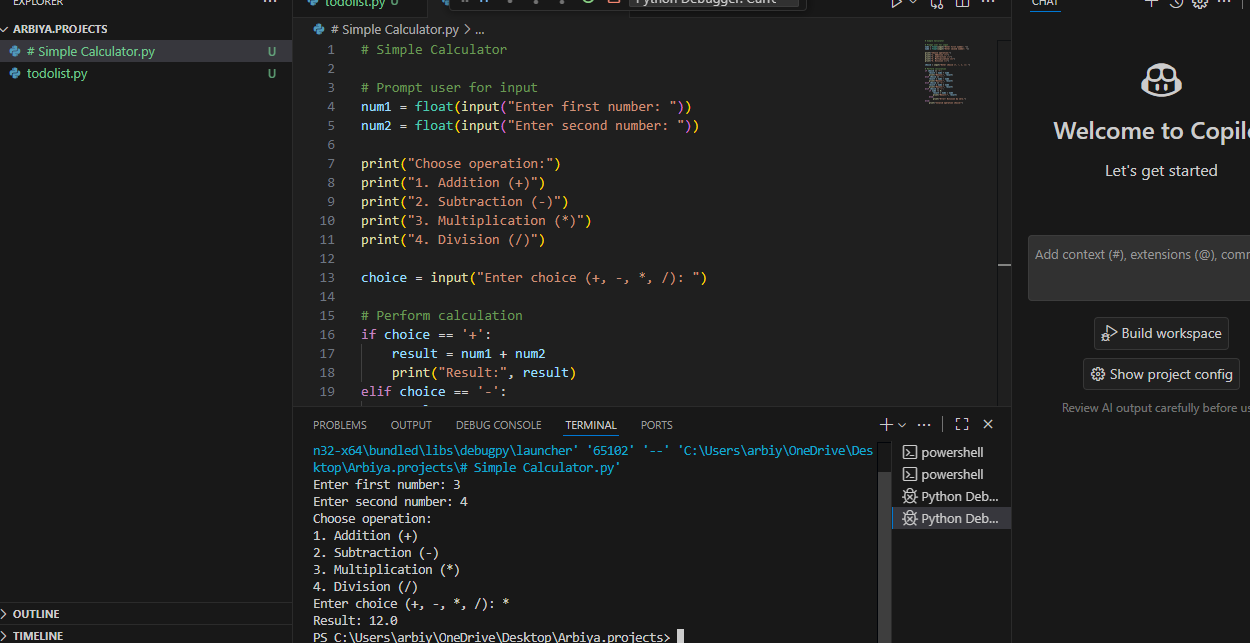 EXPLORER
ARBIYA.PROJECTS
# Simple Calculator.py U
todolist.py U
OUTLINE
TIMELINE
todolist.py U
Python Debugger: Curr
# Simple Calculator.py > ...
1 # Simple Calculator
2
3 # Prompt user for input
4 num1 = float(input("Enter first number: "))
5 num2 = float(input("Enter second number: "))
6
7 print("Choose operation:")
8 print("1. Addition (+)")
9 print("2. Subtraction (-)")
10 print("3. Multiplication (*)")
11 print("4. Division (/)")
12
13 choice = input("Enter choice (+, -, *, /): ")
14
15 # Perform calculation
16 if choice == '+':
17 result = num1 + num2
18 print("Result:", result)
19 elif choice == '-':
PROBLEMS OUTPUT DEBUG CONSOLE TERMINAL PORTS
n32-x64\bundled\libs\debugpy\launcher' '65102' '--' 'C:\Users\arbiy\OneDrive\Des
ktop\Arbiya.projects\# Simple Calculator.py'
Enter first number: 3
Enter second number: 4
Choose operation:
1. Addition (+)
2. Subtraction (-)
3. Multiplication (*)
4. Division (/)
Enter choice (+, -, *, /): *
Result: 12.0
PS C:\Users\arbiy\OneDrive\Desktop\Arbiya.projects>
powershell
powershell
Python Deb...
Python Deb...
CHAT
Welcome to Copil
Let's get started
Add context (#), extensions (@), com
Build workspace
Show project config
Review AI output carefully before us